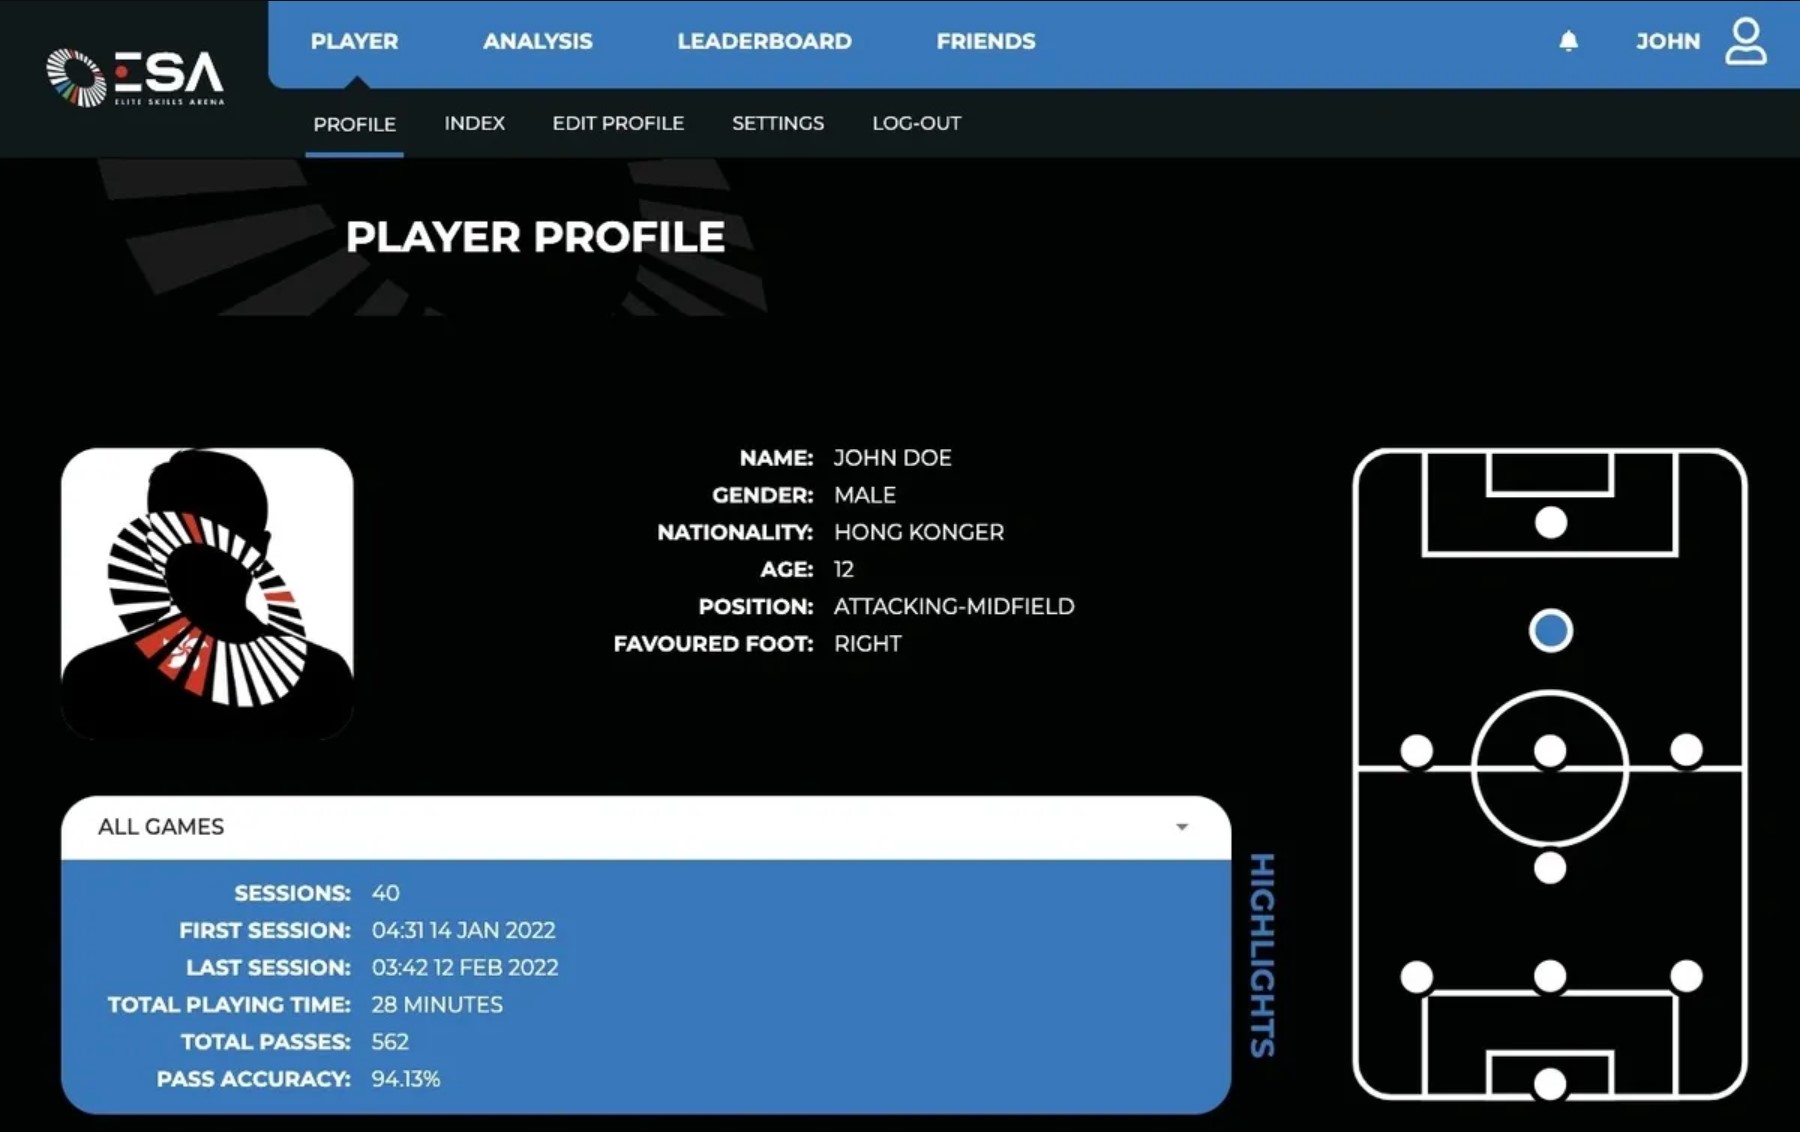 ESA
ELITE SKILLS ARENA
PLAYER ANALYSIS LEADERBOARD FRIENDS JOHN
PROFILE INDEX EDIT PROFILE SETTINGS LOG-OUT
PLAYER PROFILE
NAME: JOHN DOE
GENDER: MALE
NATIONALITY: HONG KONGER
AGE: 12
POSITION: ATTACKING-MIDFIELD
FAVOURED FOOT: RIGHT
ALL GAMES
SESSIONS: 40
FIRST SESSION: 04:31 14 JAN 2022
LAST SESSION: 03:42 12 FEB 2022
TOTAL PLAYING TIME: 28 MINUTES
TOTAL PASSES: 562
PASS ACCURACY: 94.13%
HIGHLIGHTS